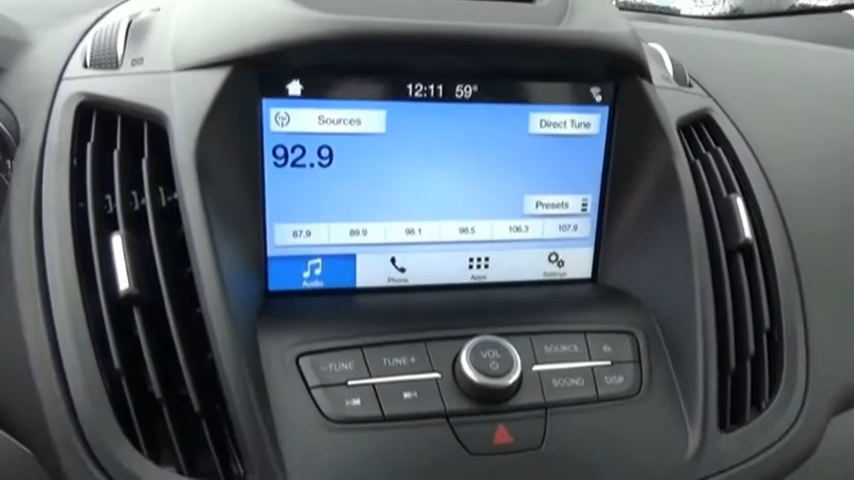 12:11 59°
Sources
Direct Tune
92.9
Presets
87.9 89.9 98.1 98.5 106.3 107.9
Audio Phone Apps Settings
−TUNE TUNE+ VOL SOURCE
SOUND DISP